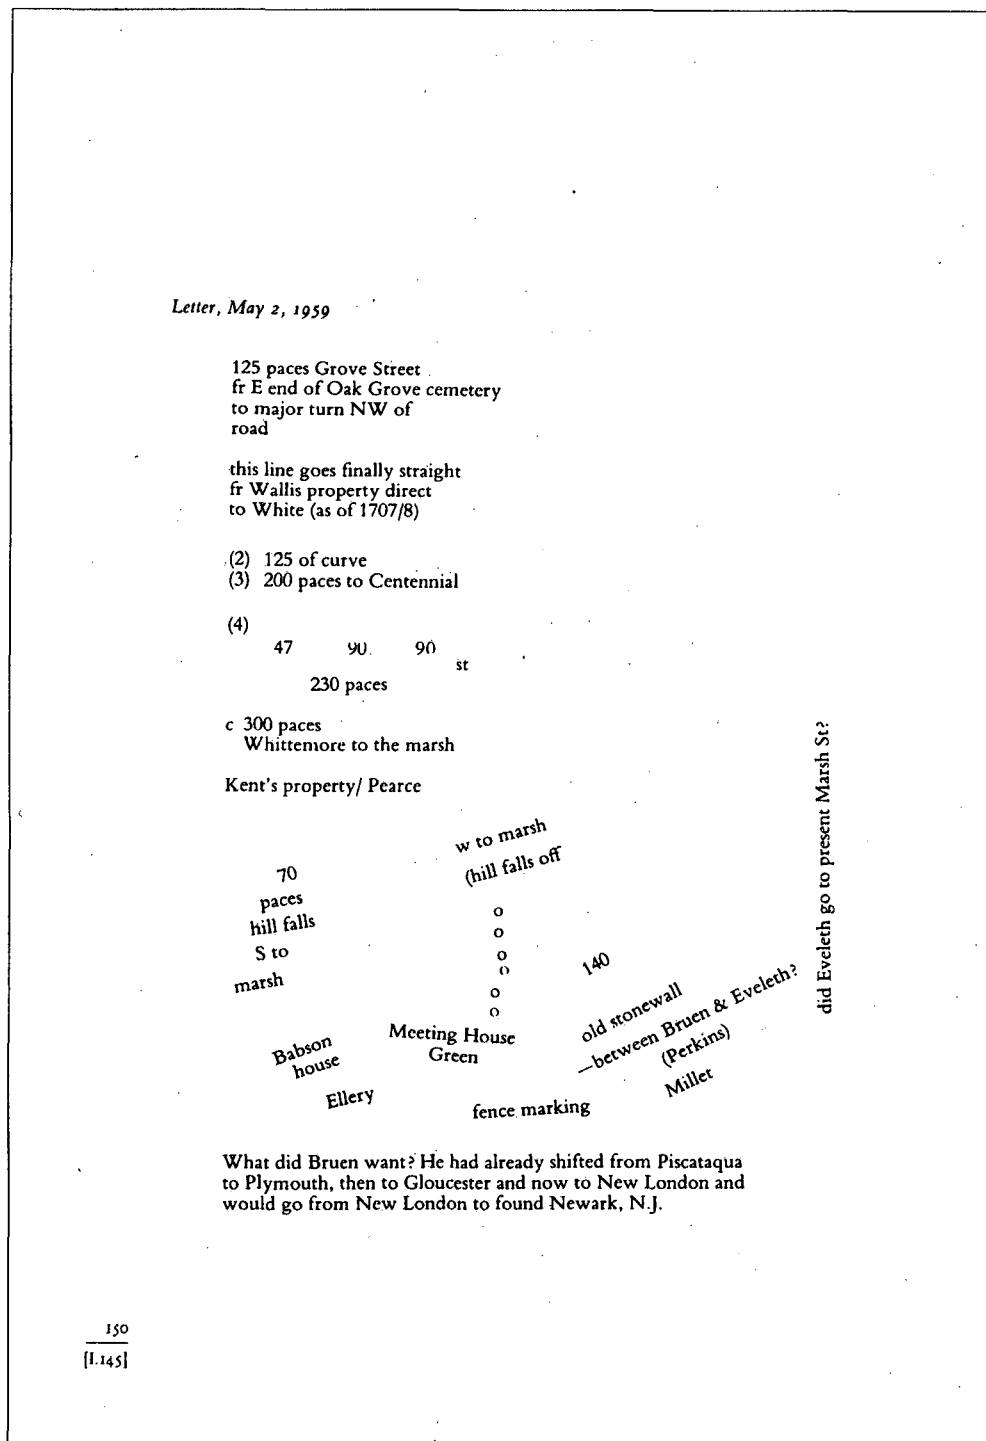 Letter, May 2, 1959
125 paces Grove Street
fr E end of Oak Grove cemetery
to major turn NW of
road
this line goes finally straight
fr Wallis property direct
to White (as of 1707/8)
(2) 125 of curve
(3) 200 paces to Centennial
(4)
47 90 90
st
230 paces
c 300 paces
Whittemore to the marsh
Kent's property/ Pearce
w to marsh
(hill falls off
70
paces
hill falls
S to
marsh
o
o
o
o
o
o
140
old stonewall
—between Bruen & Eveleth?
(Perkins)
Millet
did Eveleth go to present Marsh St?
Meeting House
Green
Babson
house
Ellery
fence marking
What did Bruen want? He had already shifted from Piscataqua
to Plymouth, then to Gloucester and now to New London and
would go from New London to found Newark, N.J.
150
[I.145]